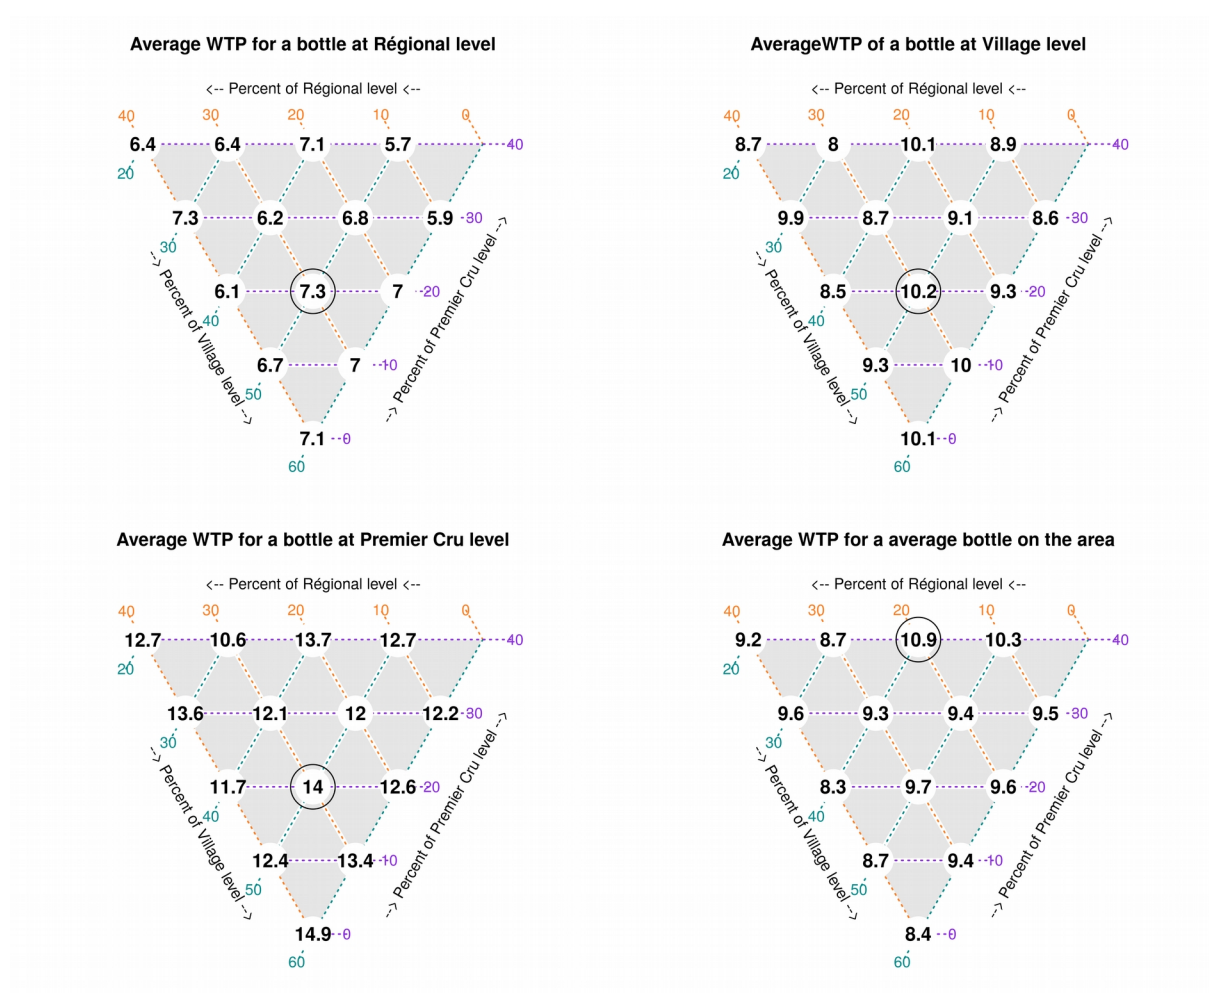 Average WTP for a bottle at Régional level
<-- Percent of Régional level <--
40 30 20 10 0
6.4 6.4 7.1 5.7 40
20
7.3 6.2 6.8 5.9 30
30
6.1 7.3 7 20
40
6.7 7 10
50
7.1 0
60
--> Percent of Village level -->
--> Percent of Premier Cru level -->
AverageWTP of a bottle at Village level
<-- Percent of Régional level <--
40 30 20 10 0
8.7 8 10.1 8.9 40
20
9.9 8.7 9.1 8.6 30
30
8.5 10.2 9.3 20
40
9.3 10 10
50
10.1 0
60
--> Percent of Village level -->
--> Percent of Premier Cru level -->
Average WTP for a bottle at Premier Cru level
<-- Percent of Régional level <--
40 30 20 10 0
12.7 10.6 13.7 12.7 40
20
13.6 12.1 12 12.2 30
30
11.7 14 12.6 20
40
12.4 13.4 10
50
14.9 0
60
--> Percent of Village level -->
--> Percent of Premier Cru level -->
Average WTP for a average bottle on the area
<-- Percent of Régional level <--
40 30 20 10 0
9.2 8.7 10.9 10.3 40
20
9.6 9.3 9.4 9.5 30
30
8.3 9.7 9.6 20
40
8.7 9.4 10
50
8.4 0
60
--> Percent of Village level -->
--> Percent of Premier Cru level -->